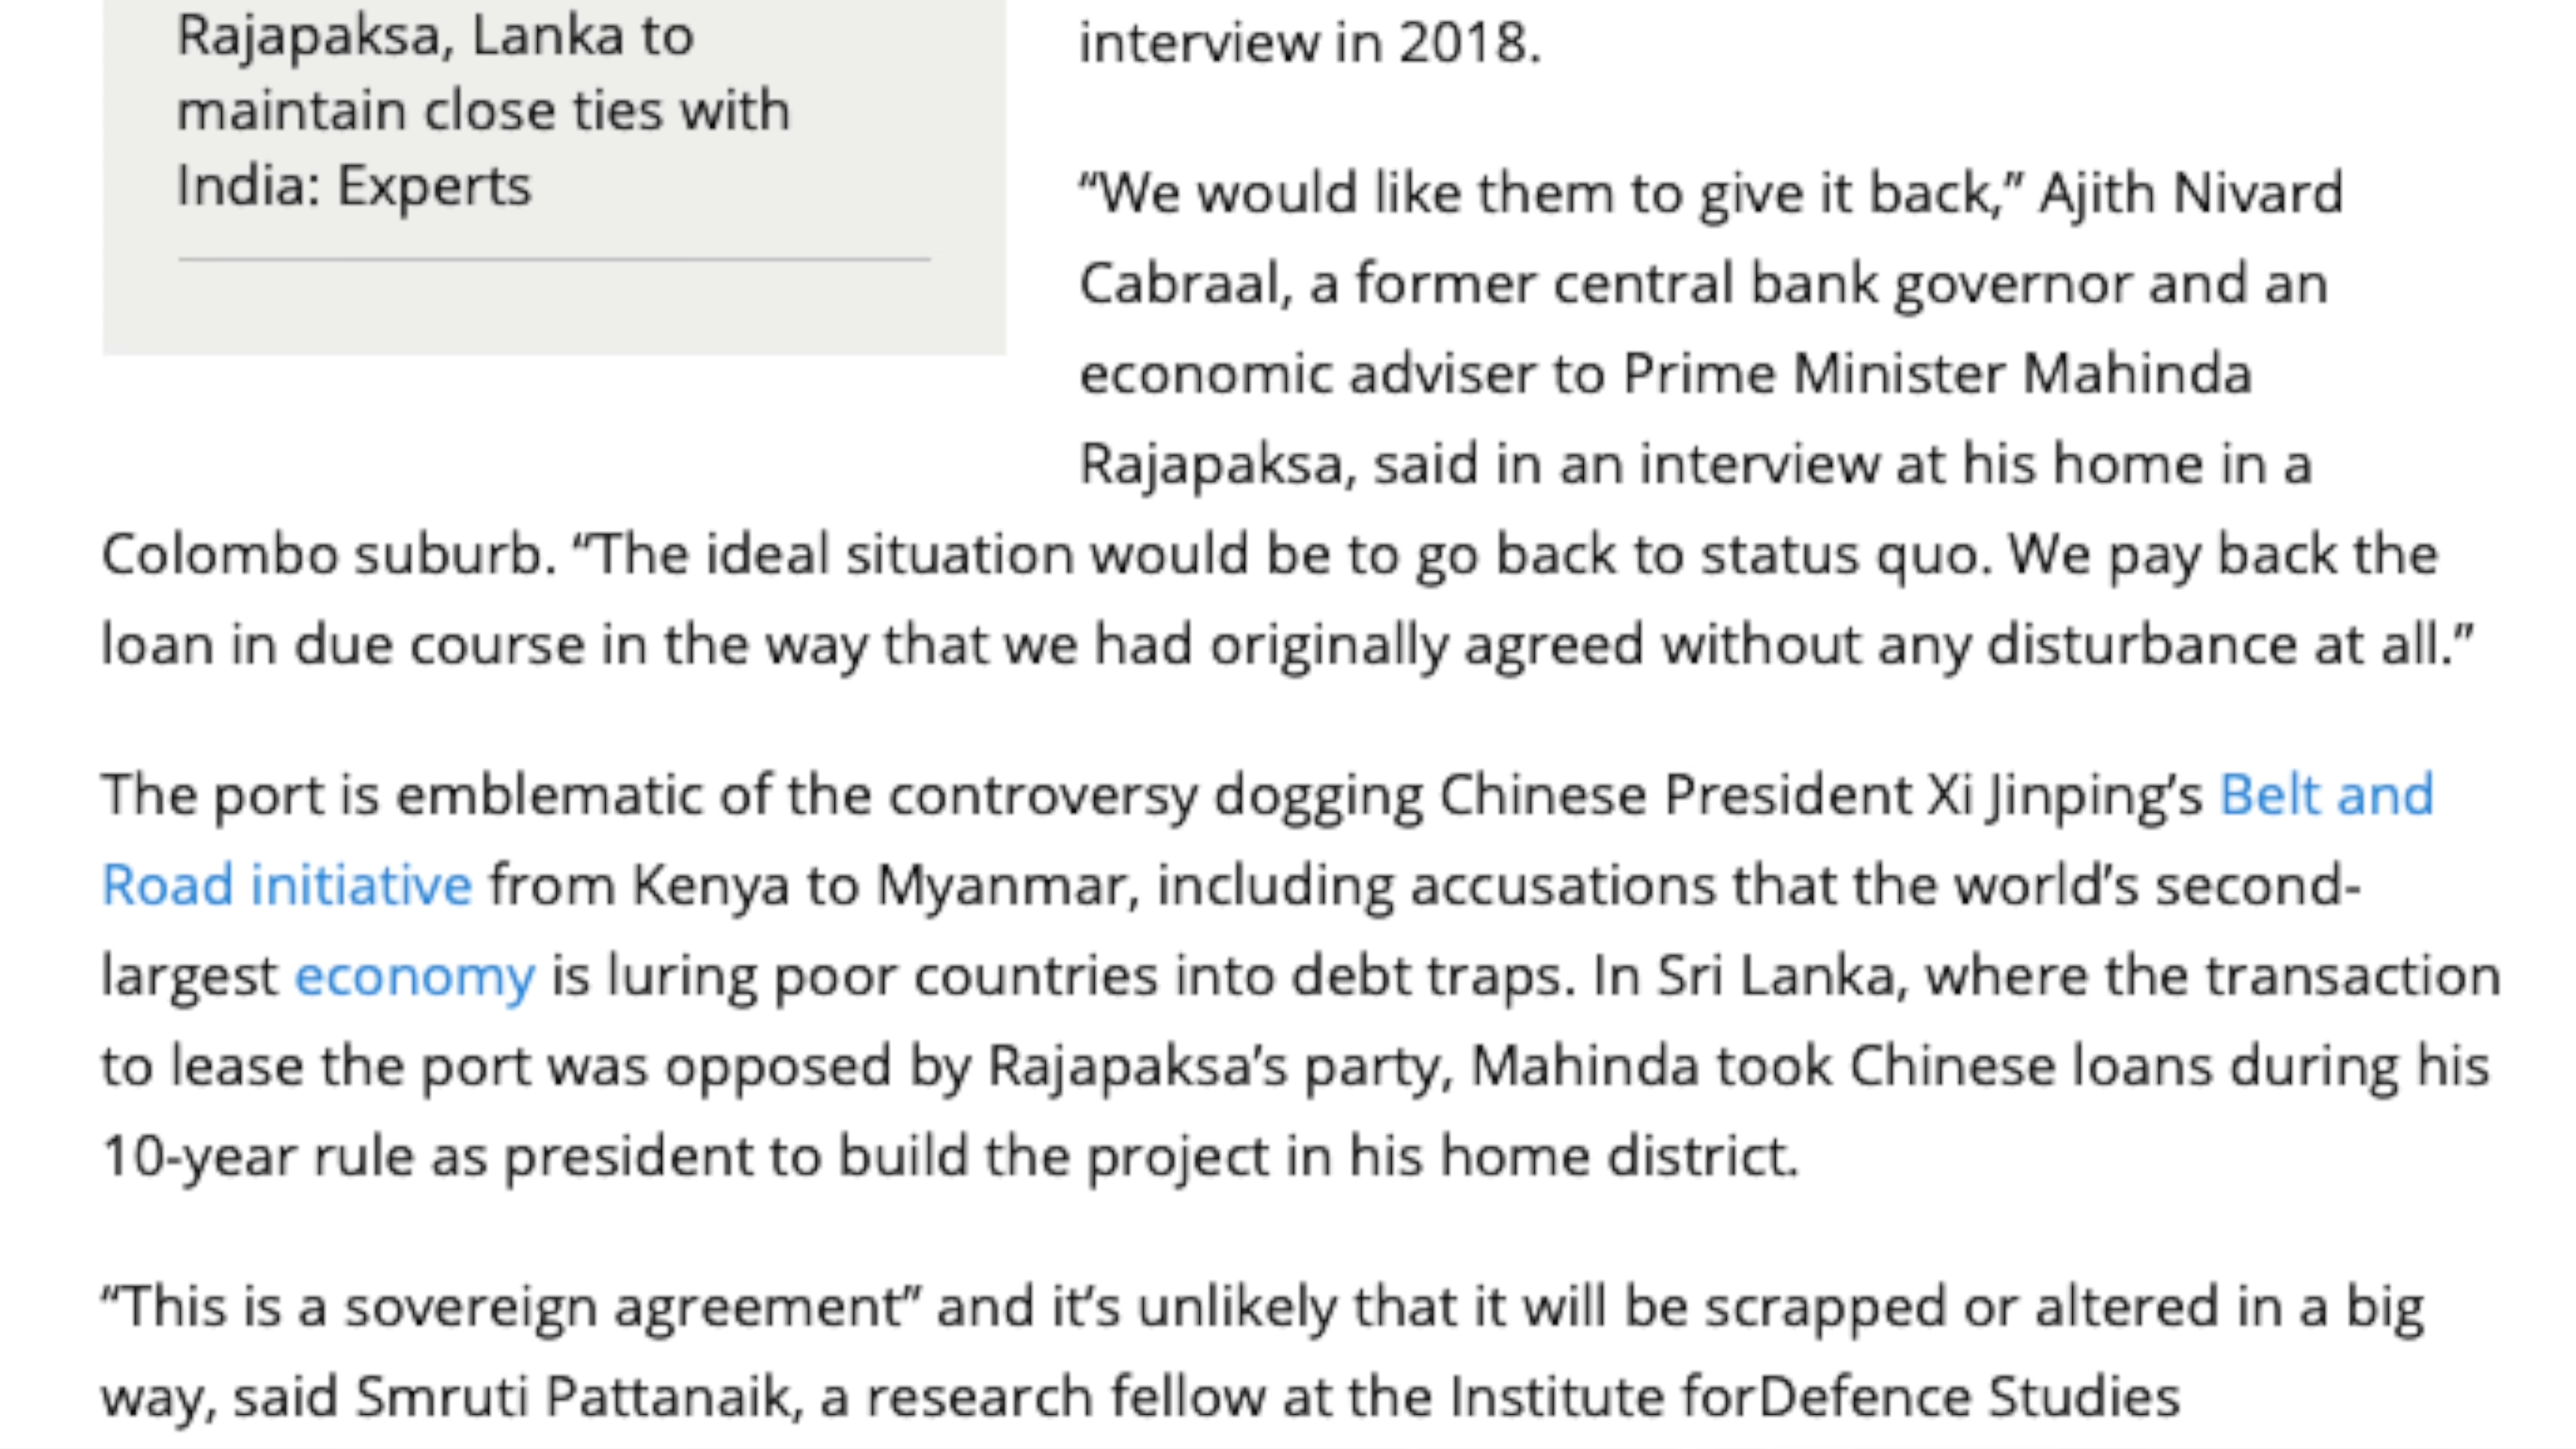 Rajapaksa, Lanka to
maintain close ties with
India: Experts
interview in 2018.
“We would like them to give it back,” Ajith Nivard
Cabraal, a former central bank governor and an
economic adviser to Prime Minister Mahinda
Rajapaksa, said in an interview at his home in a
Colombo suburb. “The ideal situation would be to go back to status quo. We pay back the
loan in due course in the way that we had originally agreed without any disturbance at all.”
The port is emblematic of the controversy dogging Chinese President Xi Jinping’s Belt and
Road initiative from Kenya to Myanmar, including accusations that the world’s second-
largest economy is luring poor countries into debt traps. In Sri Lanka, where the transaction
to lease the port was opposed by Rajapaksa’s party, Mahinda took Chinese loans during his
10-year rule as president to build the project in his home district.
“This is a sovereign agreement” and it’s unlikely that it will be scrapped or altered in a big
way, said Smruti Pattanaik, a research fellow at the Institute forDefence Studies